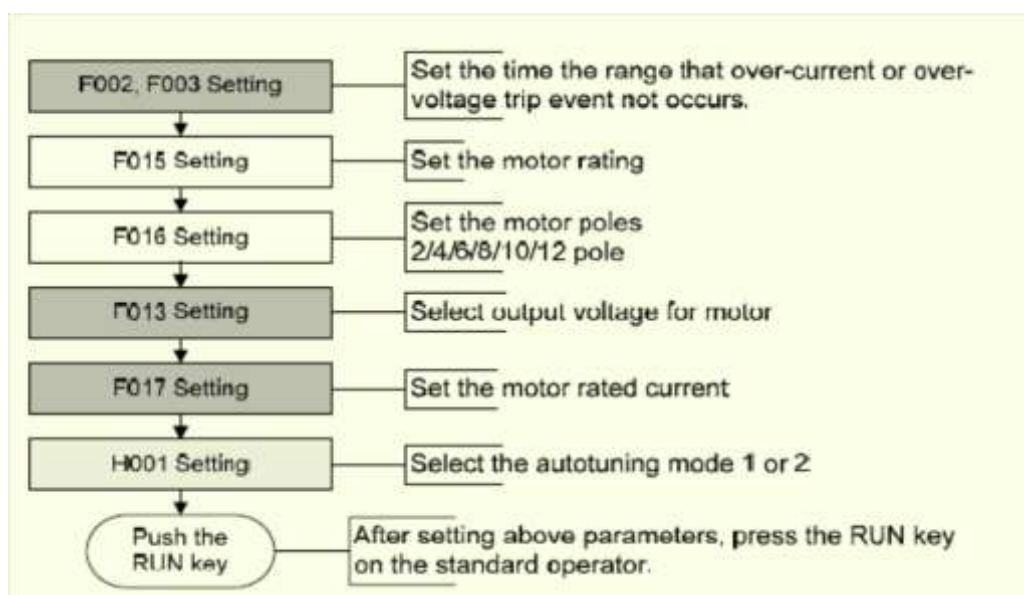 F002, F003 Setting
Set the time the range that over-current or over-
voltage trip event not occurs.
F015 Setting
Set the motor rating
F016 Setting
Set the motor poles
2/4/6/8/10/12 pole
F013 Setting
Select output voltage for motor
F017 Setting
Set the motor rated current
H001 Setting
Select the autotuning mode 1 or 2
Push the
RUN key
After setting above parameters, press the RUN key
on the standard operator.